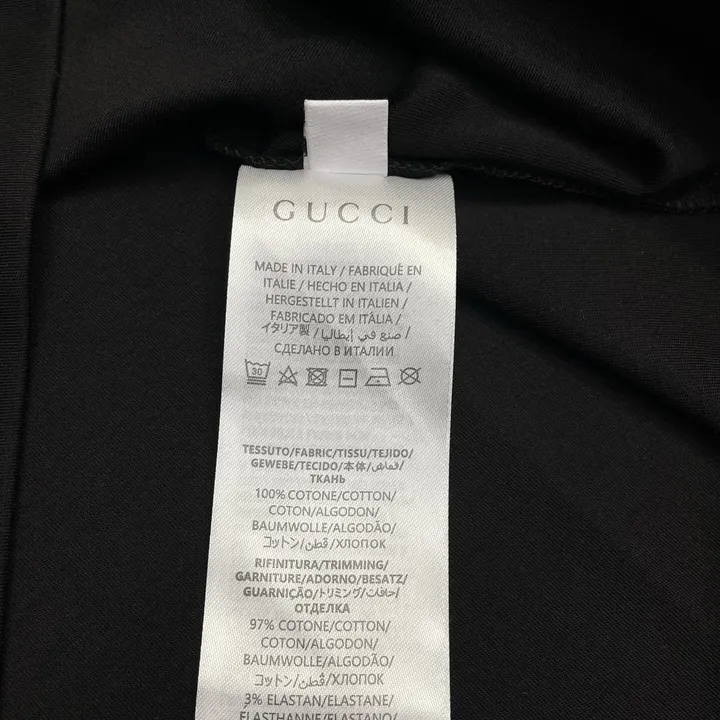 GUCCI
MADE IN ITALY / FABRIQUÉ EN
ITALIE / HECHO EN ITALIA /
HERGESTELLT IN ITALIEN /
FABRICADO EM ITÁLIA /
イタリア製 / صنع في إيطاليا /
СДЕЛАНО В ИТАЛИИ
30
TESSUTO/FABRIC/TISSU/TEJIDO/
GEWEBE/TECIDO/本体/قماش/
ТКАНЬ
100% COTONE/COTTON/
COTON/ALGODON/
BAUMWOLLE/ALGODÃO/
コットン/قطن/ХЛОПОК
RIFINITURA/TRIMMING/
GARNITURE/ADORNO/BESATZ/
GUARNIÇÃO/トリミング/حافات/
ОТДЕЛКА
97% COTONE/COTTON/
COTON/ALGODON/
BAUMWOLLE/ALGODÃO/
コットン/قطن/ХЛОПОК
3% ELASTAN/ELASTANE/
ELASTHANNE/ELASTANO/